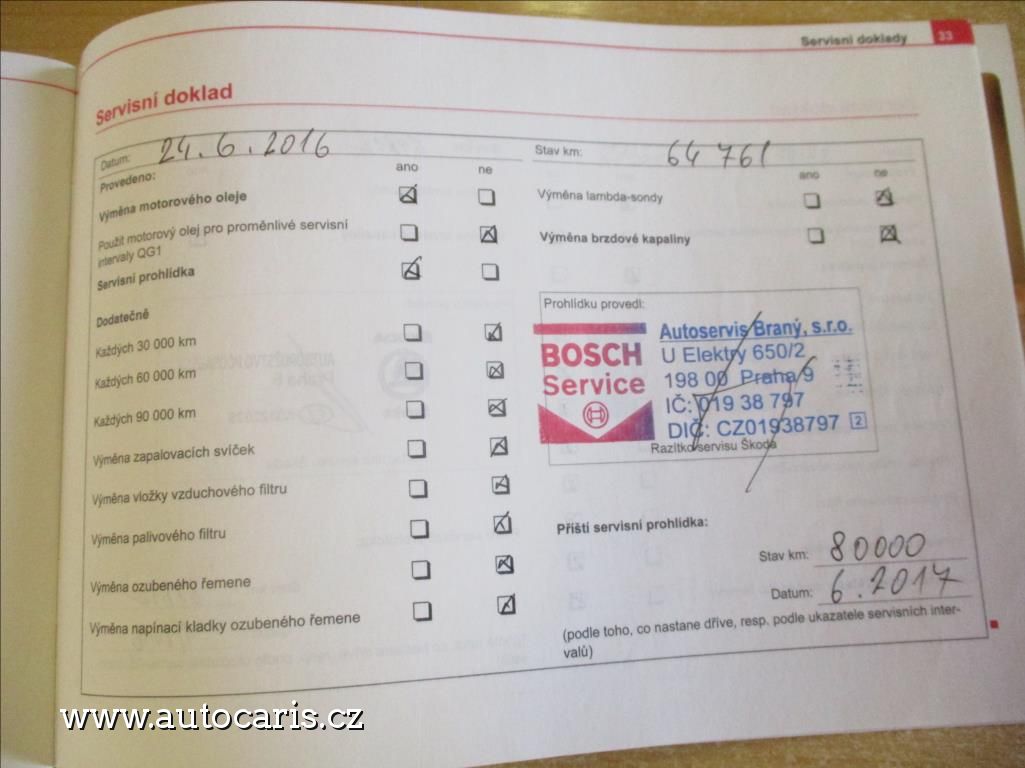 Servisní doklady 33
Servisní doklad
Datum: 24.6.2016
Stav km: 64 761
Provedeno: ano ne
ano ne
Výměna motorového oleje
Použit motorový olej pro proměnlivé servisní
intervaly QG1
Servisní prohlídka
Dodatečně
Každých 30 000 km
Každých 60 000 km
Každých 90 000 km
Výměna zapalovacích svíček
Výměna vložky vzduchového filtru
Výměna palivového filtru
Výměna ozubeného řemene
Výměna napínací kladky ozubeného řemene
Výměna lambda-sondy
Výměna brzdové kapaliny
Prohlídku provedl:
BOSCH
Service
Autoservis Braný, s.r.o.
U Elektry 650/2
198 00 Praha 9
IČ: 019 38 797
DIČ: CZ01938797 2
Razítko servisu Škoda
Příští servisní prohlídka:
Stav km: 80000
Datum: 6.2017
(podle toho, co nastane dříve, resp. podle ukazatele servisních inter-
valů)
www.autocaris.cz